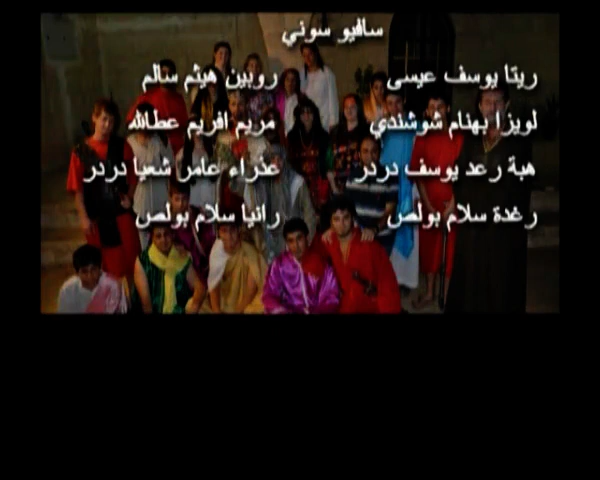 سافيو سوني
ريتا يوسف عيسى روبين هيثم سالم
لويزا بهنام شوشندي مريم افريم عطالله
هبة رعد يوسف دردر عذراء عامر شعيا دردر
رغدة سلام بولص رانيا سلام بولص